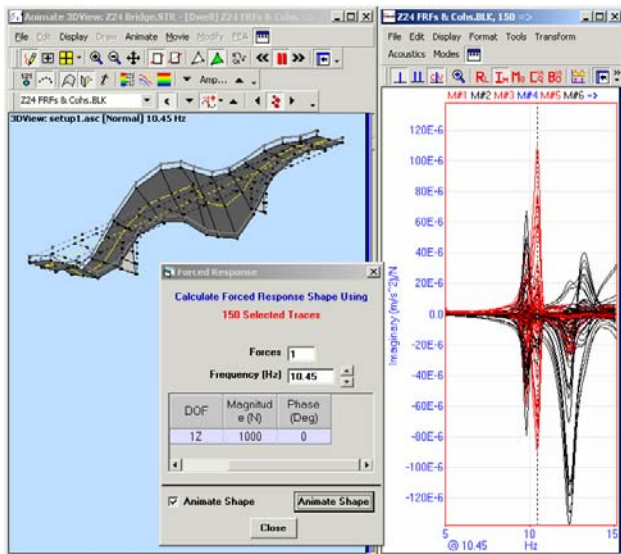 Animate 3DView: Z24 Bridge.STR - [Dwell] Z24 FRFs &
File Edit Display Draw Animate Movie Modify FEA
Amp...
Z24 FRFs & Cohs.BLK
3DView: setup1.asc [Normal] 10.45 Hz
Forced Response
Calculate Forced Response Shape Using
150 Selected Traces
Forces 1
Frequency (Hz) 10.45
DOF Magnitud e (N) Phase (Deg)
1Z 1000 0
Animate Shape Animate Shape
Close
Z24 FRFs & Cohs.BLK, 150
File Edit Display Format Tools Transform
Acoustics Modes
M#1 M#2 M#3 M#4 M#5 M#6 =>
120E-6
100E-6
80E-6
60E-6
40E-6
20E-6
0.0
-20E-6
-40E-6
-60E-6
-80E-6
-100E-6
-120E-6
Imaginary (m/s^2)/N
5 10 15
@ 10.45 Hz